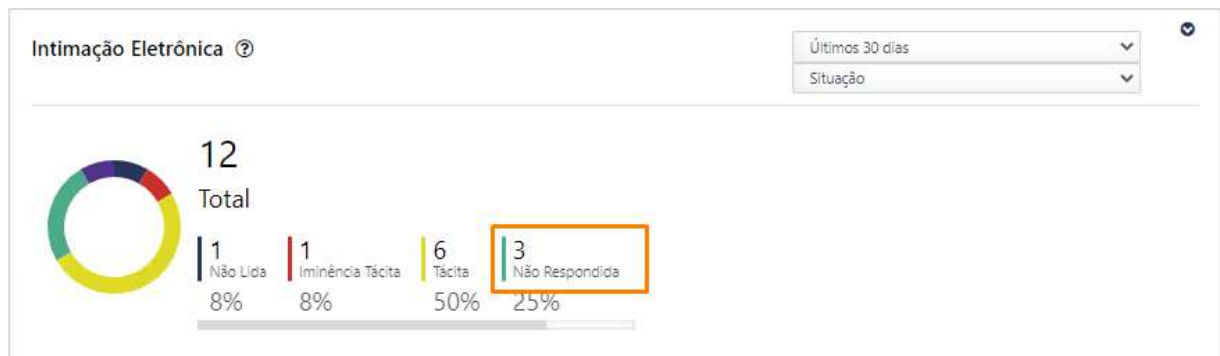 Intimação Eletrônica ?
Últimos 30 dias
Situação
12
Total
1 1 6 3
Não Lida Iminência Tácita Tácita Não Respondida
8% 8% 50% 25%